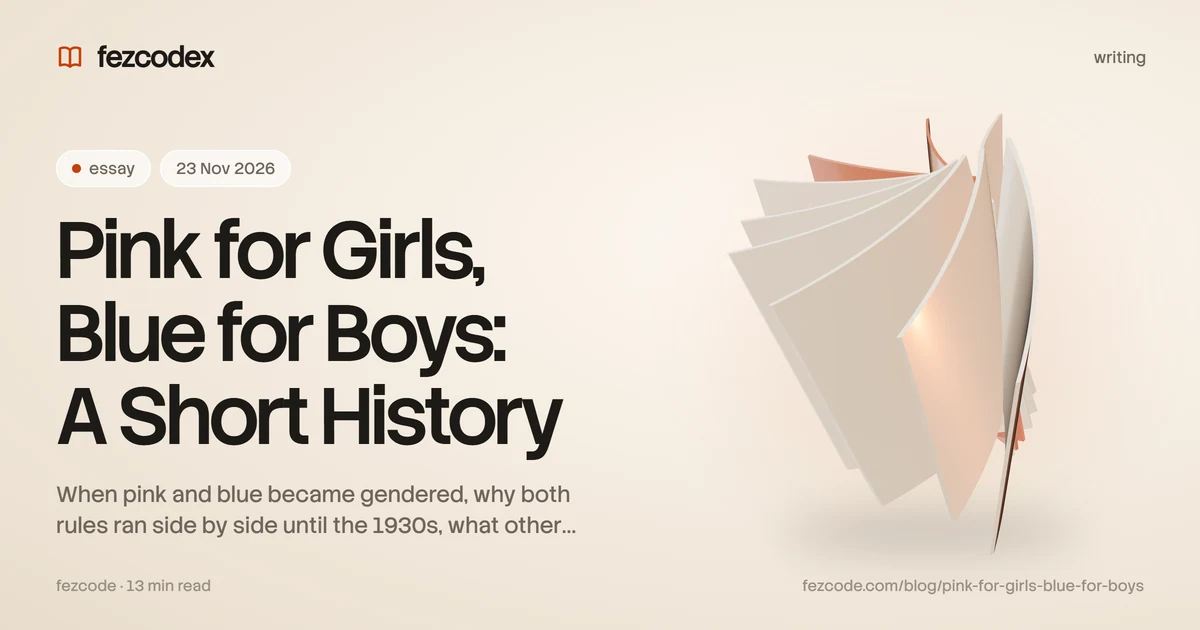 fezcodex
writing
essay
23 Nov 2026
Pink for Girls,
Blue for Boys:
A Short History
When pink and blue became gendered, why both
rules ran side by side until the 1930s, what other...
fezcode · 13 min read
fezcode.com/blog/pink-for-girls-blue-for-boys